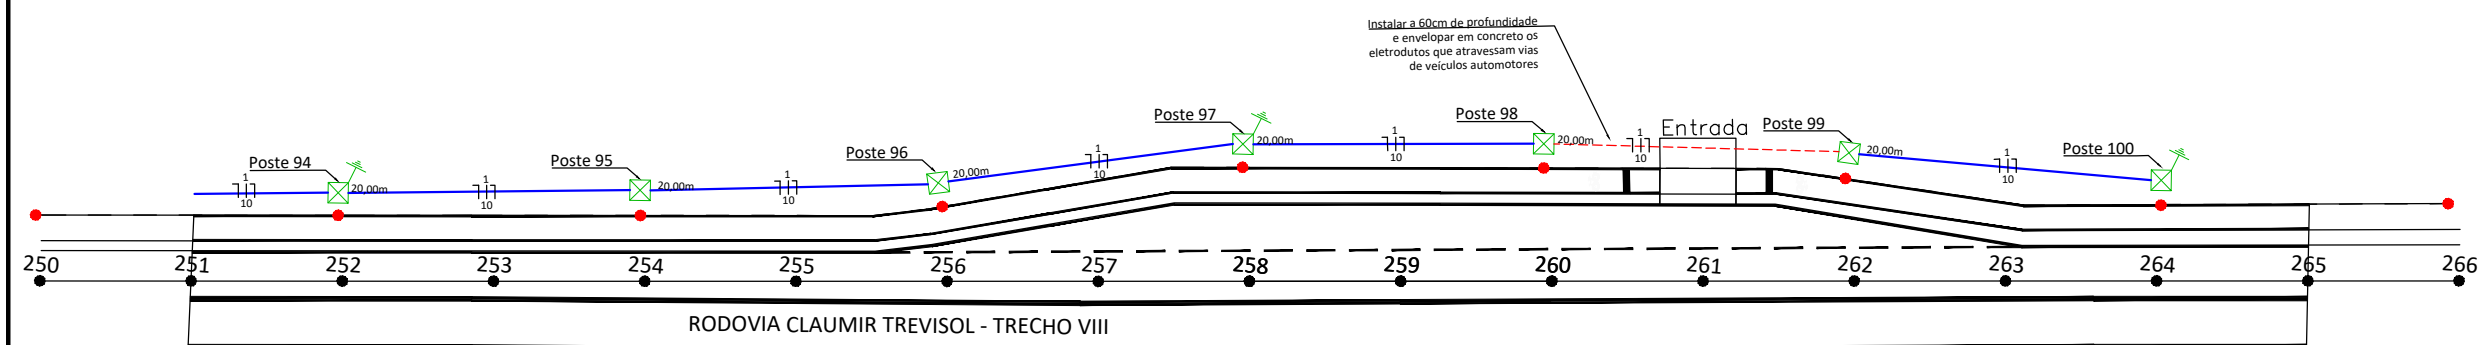 Instalar a 60cm de profundidade
e envelopar em concreto os
eletrodutos que atravessam vias
de veículos automotores
Poste 94
Poste 95
Poste 96
Poste 97
Poste 98
Entrada
Poste 99
Poste 100
1
10
20,00m
1
10
20,00m
1
10
20,00m
1
10
20,00m
1
10
20,00m
1
10
20,00m
1
10
250
251
252
253
254
255
256
257
258
259
260
261
262
263
264
265
266
RODOVIA CLAUMIR TREVISOL - TRECHO VIII